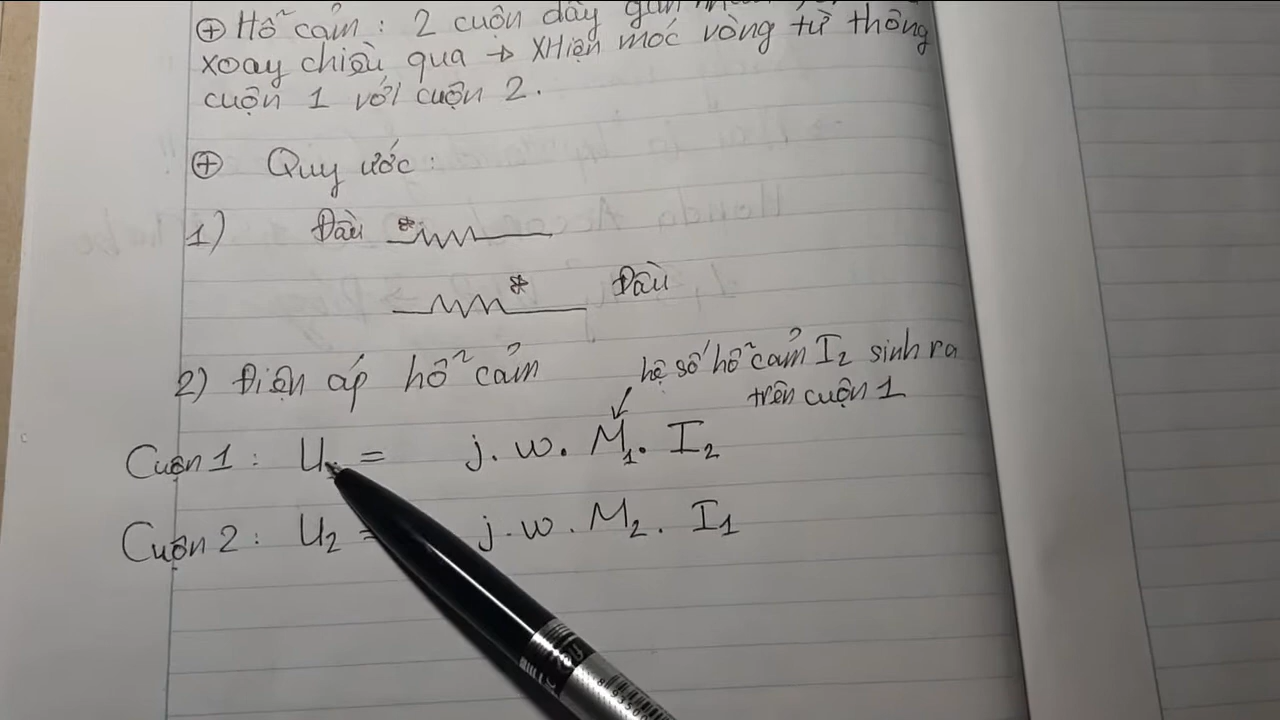 ⊕ Hỗ cảm : 2 cuộn dây gần
xoay chiều qua → XHiện móc vòng từ thông
cuộn 1 với cuộn 2.
⊕ Quy ước :
1) Đầu *
* Đầu
2) Điện áp hỗ cảm
hệ số hỗ cảm I₂ sinh ra
trên cuộn 1
Cuộn 1 : U₁ = j. w. M₁. I₂
Cuộn 2 : U₂ = j. w. M₂. I₁